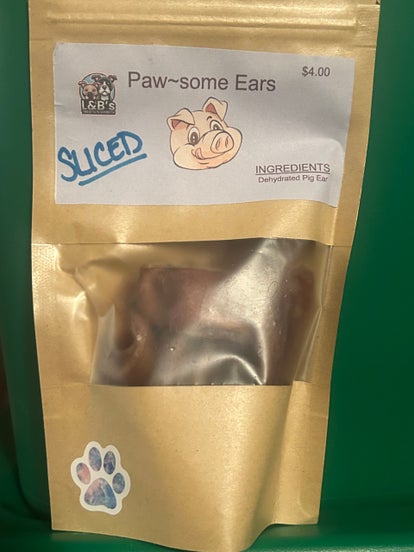 Paw~some Ears
$4.00
L&B's
SLICED
INGREDIENTS
Dehydrated Pig Ear